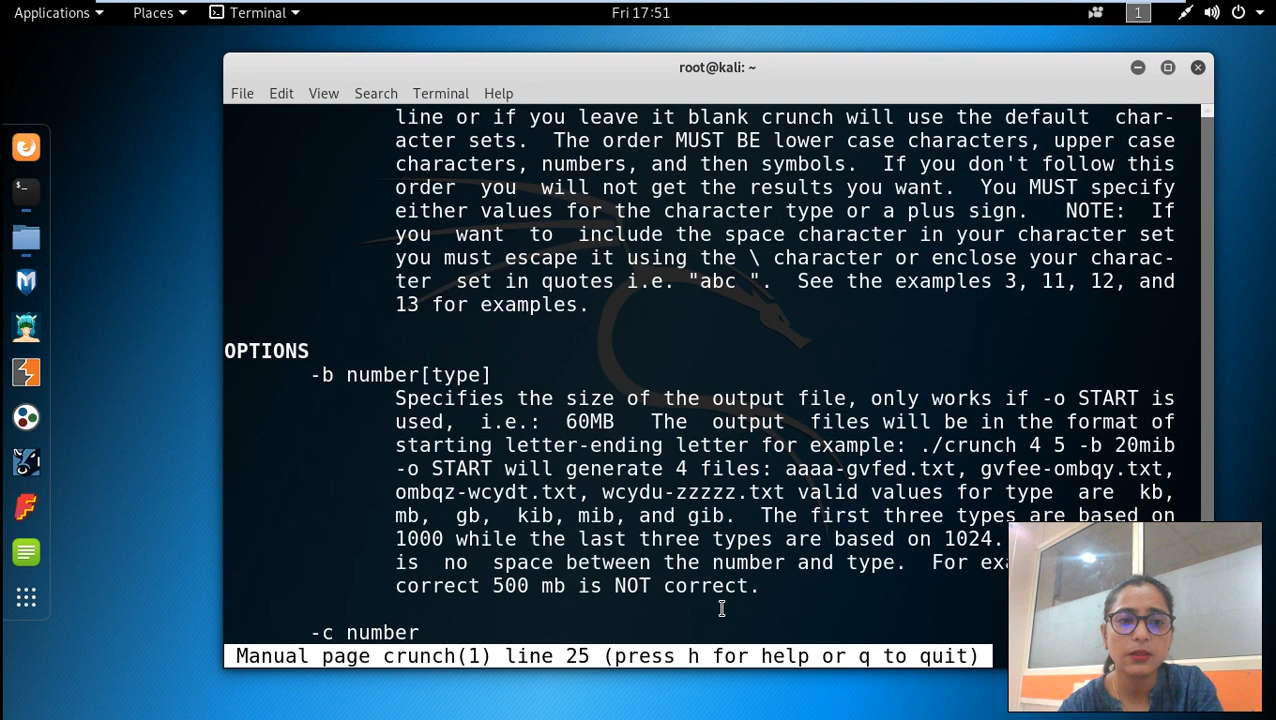 Applications Places Terminal Fri 17:51 1
root@kali: ~
File Edit View Search Terminal Help
line or if you leave it blank crunch will use the default char-
acter sets. The order MUST BE lower case characters, upper case
characters, numbers, and then symbols. If you don't follow this
order you will not get the results you want. You MUST specify
either values for the character type or a plus sign. NOTE: If
you want to include the space character in your character set
you must escape it using the \ character or enclose your charac-
ter set in quotes i.e. "abc ". See the examples 3, 11, 12, and
13 for examples.
OPTIONS
-b number[type]
Specifies the size of the output file, only works if -o START is
used, i.e.: 60MB The output files will be in the format of
starting letter-ending letter for example: ./crunch 4 5 -b 20mib
-o START will generate 4 files: aaaa-gvfed.txt, gvfee-ombqy.txt,
ombqz-wcydt.txt, wcydu-zzzzz.txt valid values for type are kb,
mb, gb, kib, mib, and gib. The first three types are based on
1000 while the last three types are based on 1024.
is no space between the number and type. For
correct 500 mb is NOT correct.
-c number
Manual page crunch(1) line 25 (press h for help or q to quit)